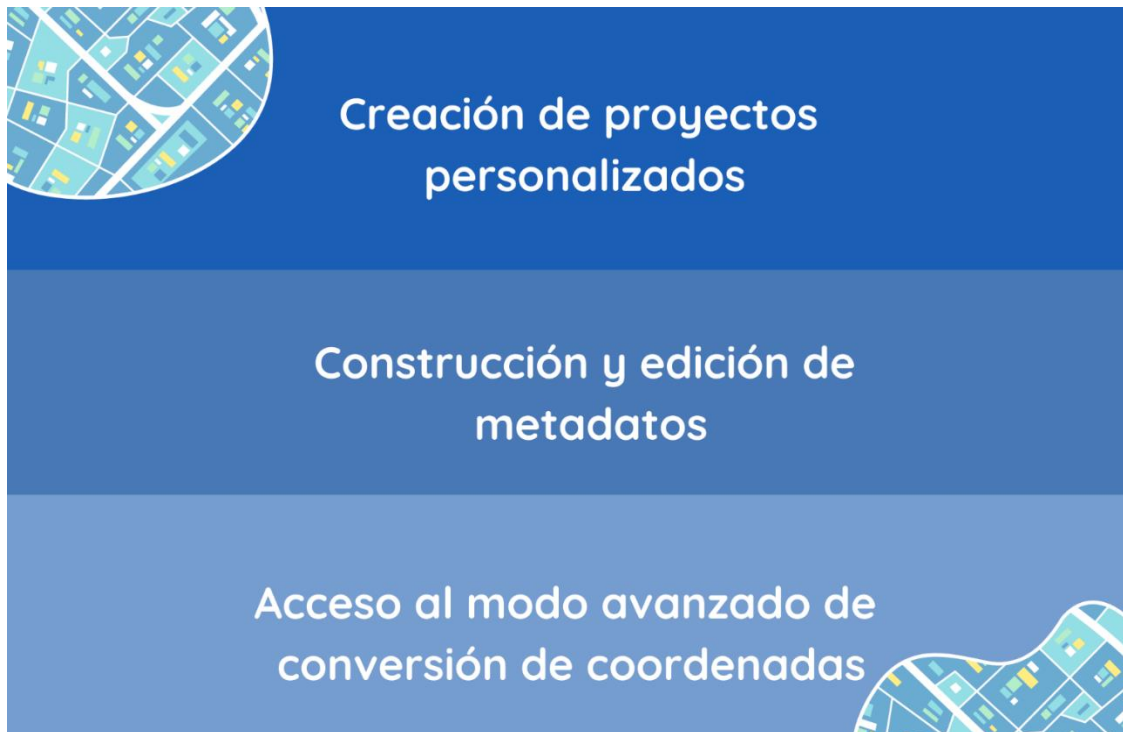 Creación de proyectos
personalizados
Construcción y edición de
metadatos
Acceso al modo avanzado de
conversión de coordenadas